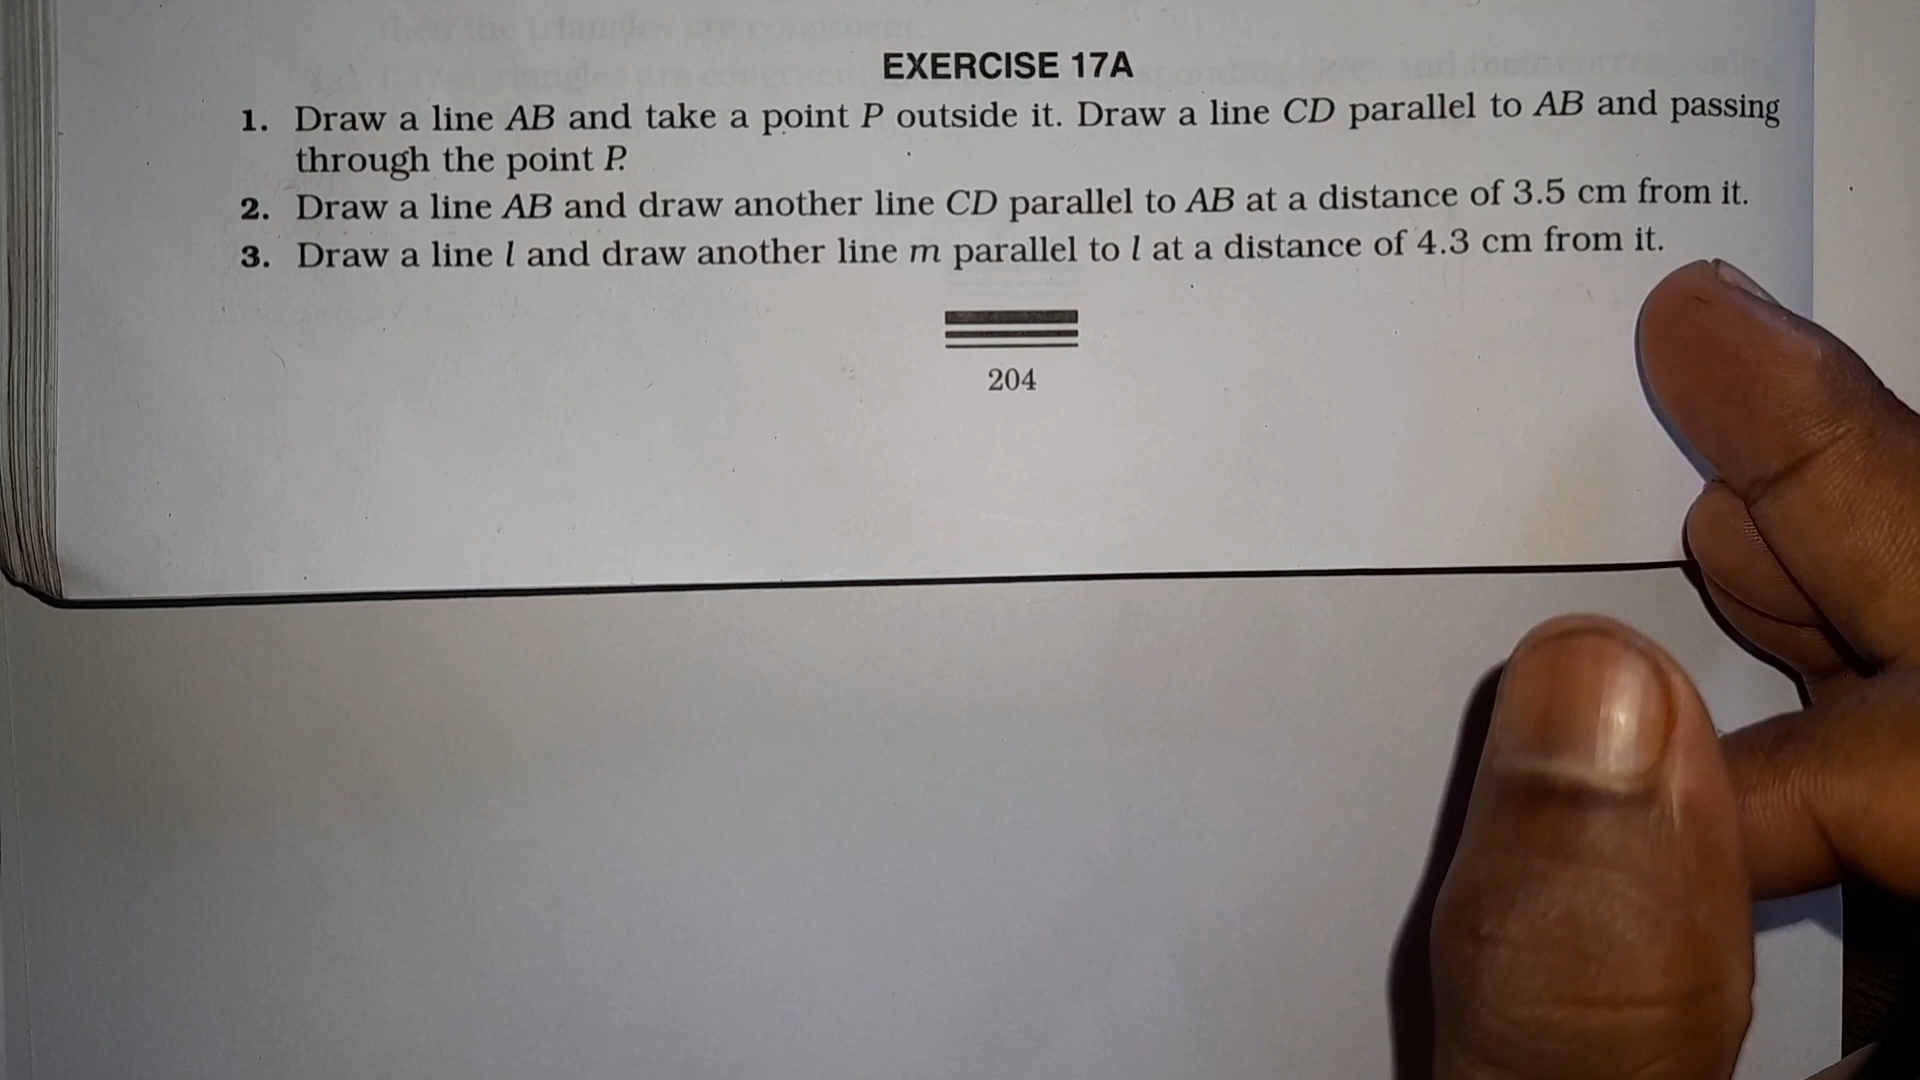 EXERCISE 17A
1. Draw a line AB and take a point P outside it. Draw a line CD parallel to AB and passing
through the point P.
2. Draw a line AB and draw another line CD parallel to AB at a distance of 3.5 cm from it.
3. Draw a line l and draw another line m parallel to l at a distance of 4.3 cm from it.
204